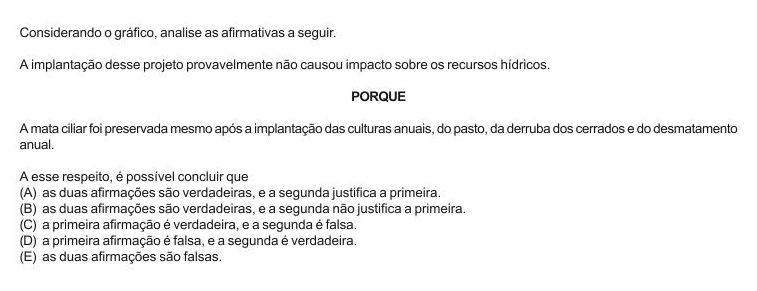 Considerando o gráfico, analise as afirmativas a seguir.
A implantação desse projeto provavelmente não causou impacto sobre os recursos hídricos.
PORQUE
A mata ciliar foi preservada mesmo após a implantação das culturas anuais, do pasto, da derruba dos cerrados e do desmatamento
anual.
A esse respeito, é possível concluir que
(A) as duas afirmações são verdadeiras, e a segunda justifica a primeira.
(B) as duas afirmações são verdadeiras, e a segunda não justifica a primeira.
(C) a primeira afirmação é verdadeira, e a segunda é falsa.
(D) a primeira afirmação é falsa, e a segunda é verdadeira.
(E) as duas afirmações são falsas.